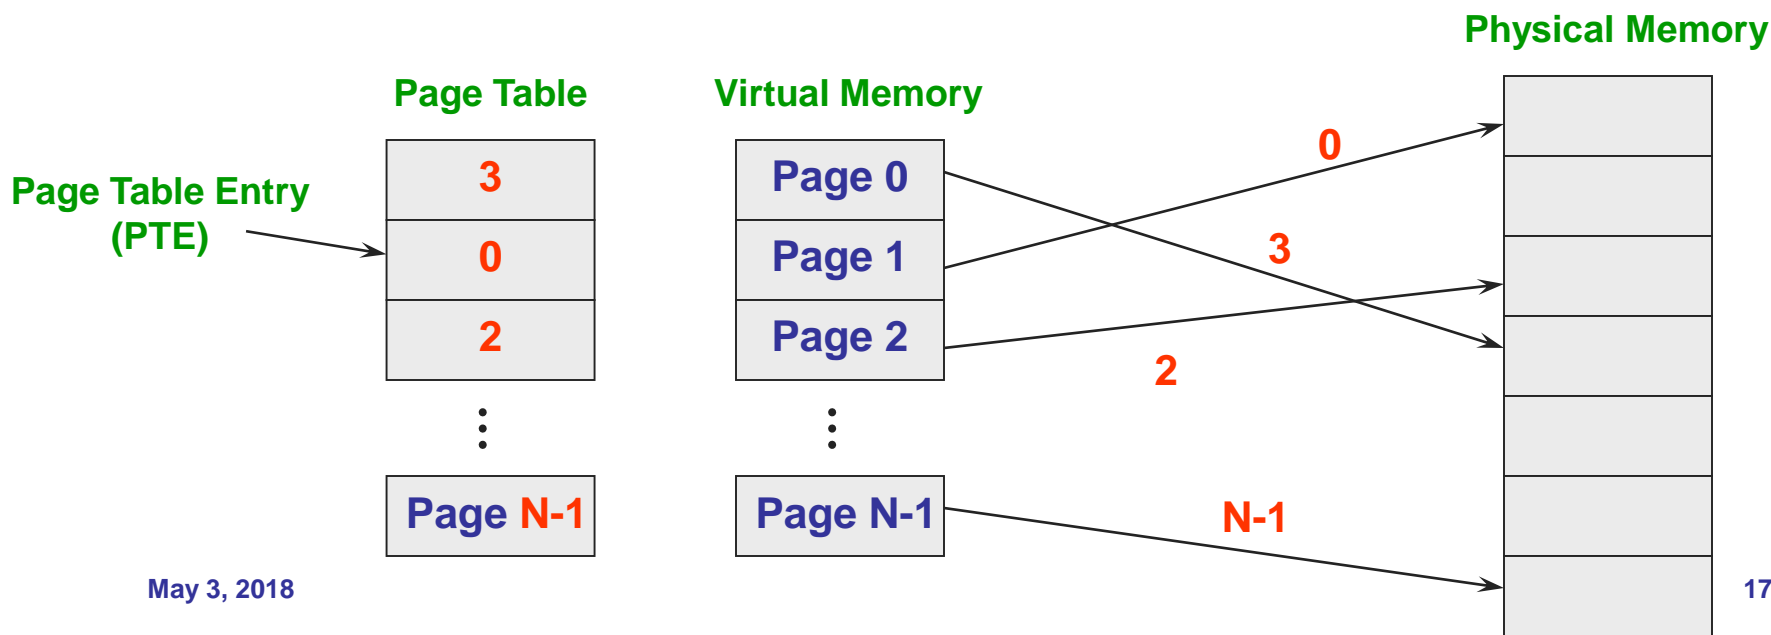 Physical Memory
Page Table
Virtual Memory
Page Table Entry
(PTE)
3
0
2
Page N-1
Page 0
Page 1
Page 2
Page N-1
0
3
2
N-1
May 3, 2018
17